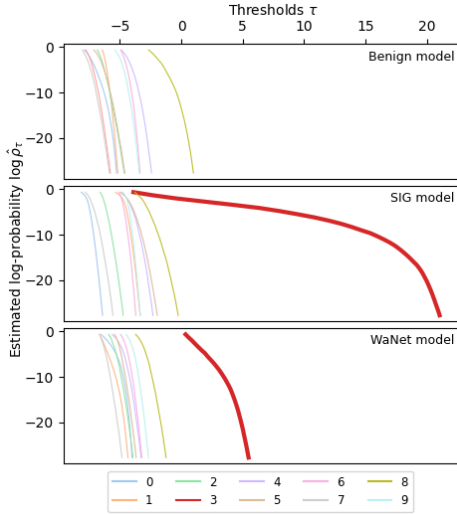 Thresholds τ
−5 0 5 10 15 20
Estimated log-probability log ρ̂τ
0
−10
−20
Benign model
0
−10
−20
SIG model
0
−10
−20
WaNet model
0 2 4 6 8
1 3 5 7 9